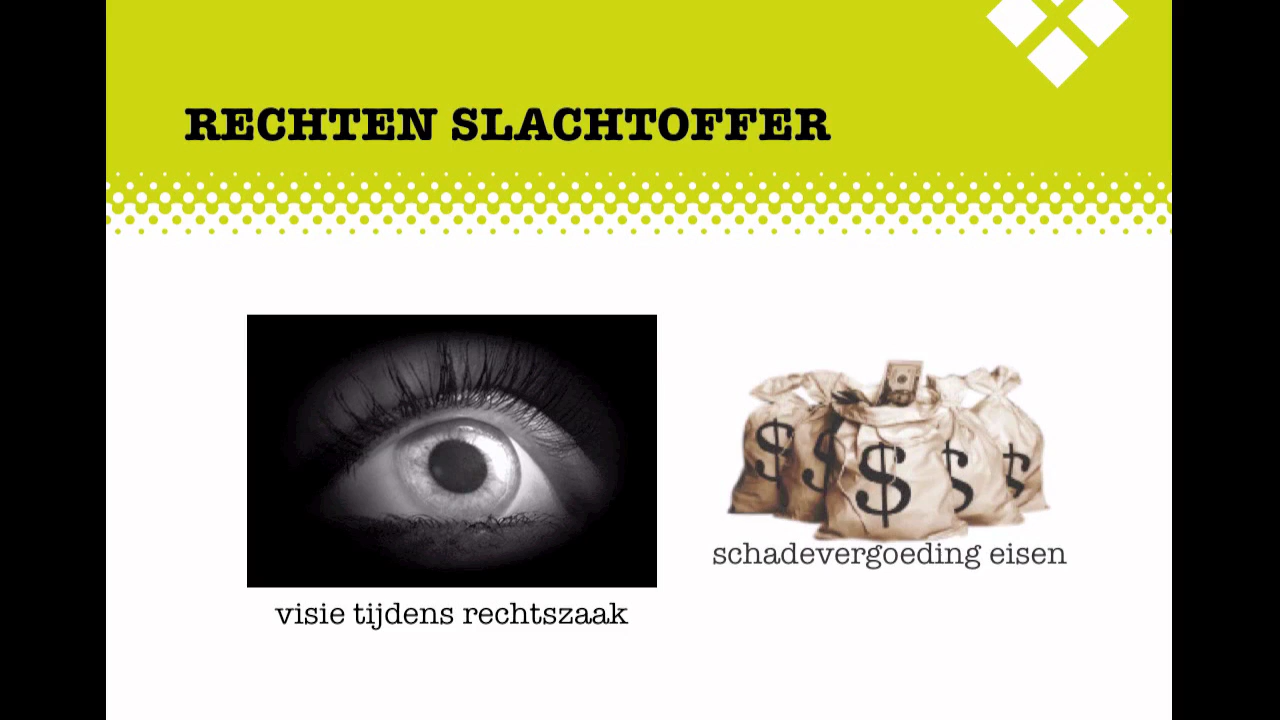 RECHTEN SLACHTOFFER
$ $ $ $ $
schadevergoeding eisen
visie tijdens rechtszaak